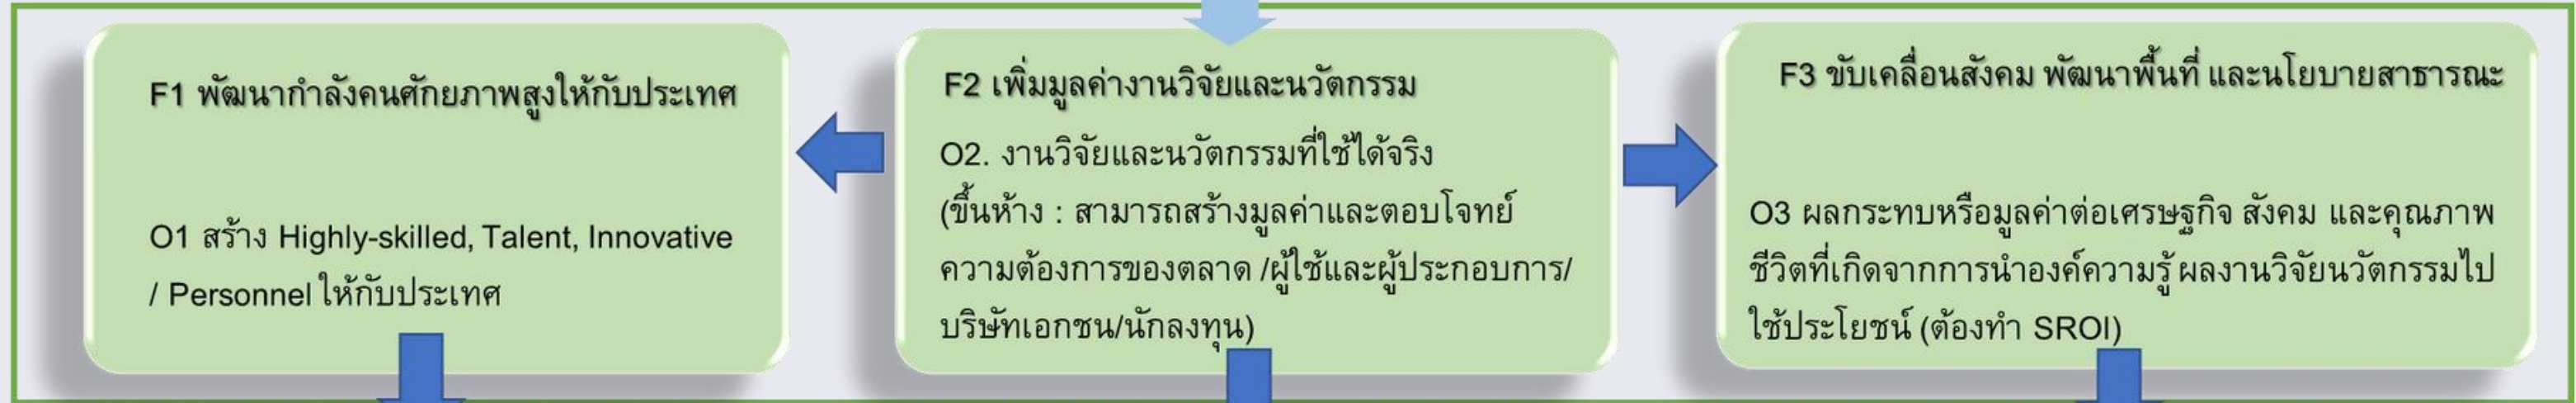 F1 พัฒนากำลังคนศักยภาพสูงให้กับประเทศ
O1 สร้าง Highly-skilled, Talent, Innovative
/ Personnel ให้กับประเทศ
F2 เพิ่มมูลค่างานวิจัยและนวัตกรรม
O2. งานวิจัยและนวัตกรรมที่ใช้ได้จริง
(ขึ้นห้าง : สามารถสร้างมูลค่าและตอบโจทย์
ความต้องการของตลาด /ผู้ใช้และผู้ประกอบการ/
บริษัทเอกชน/นักลงทุน)
F3 ขับเคลื่อนสังคม พัฒนาพื้นที่ และนโยบายสาธารณะ
O3 ผลกระทบหรือมูลค่าต่อเศรษฐกิจ สังคม และคุณภาพ
ชีวิตที่เกิดจากการนำองค์ความรู้ ผลงานวิจัยนวัตกรรมไป
ใช้ประโยชน์ (ต้องทำ SROI)